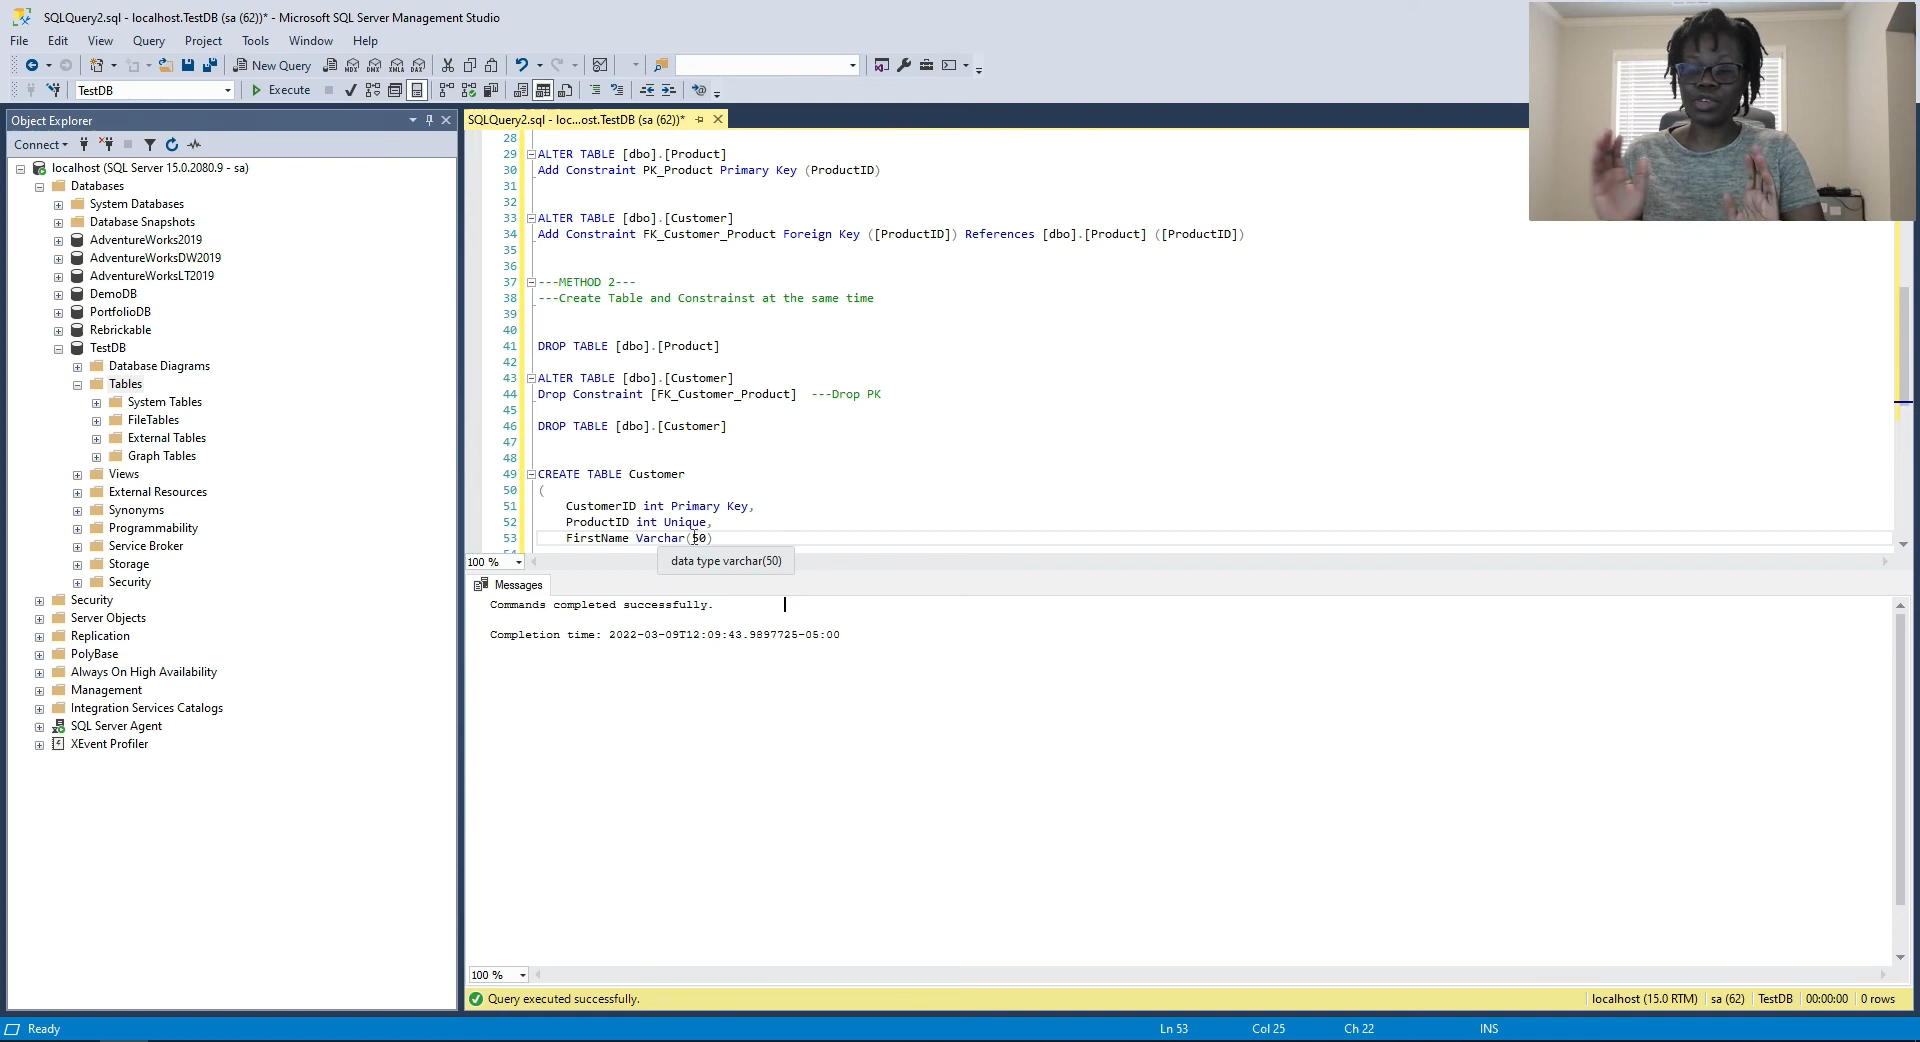 SQLQuery2.sql - localhost.TestDB (sa (62))* - Microsoft SQL Server Management Studio
File Edit View Query Project Tools Window Help
New Query
TestDB Execute
Object Explorer
Connect
localhost (SQL Server 15.0.2080.9 - sa)
Databases
System Databases
Database Snapshots
AdventureWorks2019
AdventureWorksDW2019
AdventureWorksLT2019
DemoDB
PortfolioDB
Rebrickable
TestDB
Database Diagrams
Tables
System Tables
FileTables
External Tables
Graph Tables
Views
External Resources
Synonyms
Programmability
Service Broker
Storage
Security
Security
Server Objects
Replication
PolyBase
Always On High Availability
Management
Integration Services Catalogs
SQL Server Agent
XEvent Profiler
SQLQuery2.sql - loc...ost.TestDB (sa (62))*
28
29 ALTER TABLE [dbo].[Product]
30 Add Constraint PK_Product Primary Key (ProductID)
31
32
33 ALTER TABLE [dbo].[Customer]
34 Add Constraint FK_Customer_Product Foreign Key ([ProductID]) References [dbo].[Product] ([ProductID])
35
36
37 ---METHOD 2---
38 ---Create Table and Constrainst at the same time
39
40
41 DROP TABLE [dbo].[Product]
42
43 ALTER TABLE [dbo].[Customer]
44 Drop Constraint [FK_Customer_Product] ---Drop PK
45
46 DROP TABLE [dbo].[Customer]
47
48
49 CREATE TABLE Customer
50 (
51 CustomerID int Primary Key,
52 ProductID int Unique,
53 FirstName Varchar(50)
100 %
data type varchar(50)
Messages
Commands completed successfully.
Completion time: 2022-03-09T12:09:43.9897725-05:00
100 %
Query executed successfully. localhost (15.0 RTM) sa (62) TestDB 00:00:00 0 rows
Ready Ln 53 Col 25 Ch 22 INS